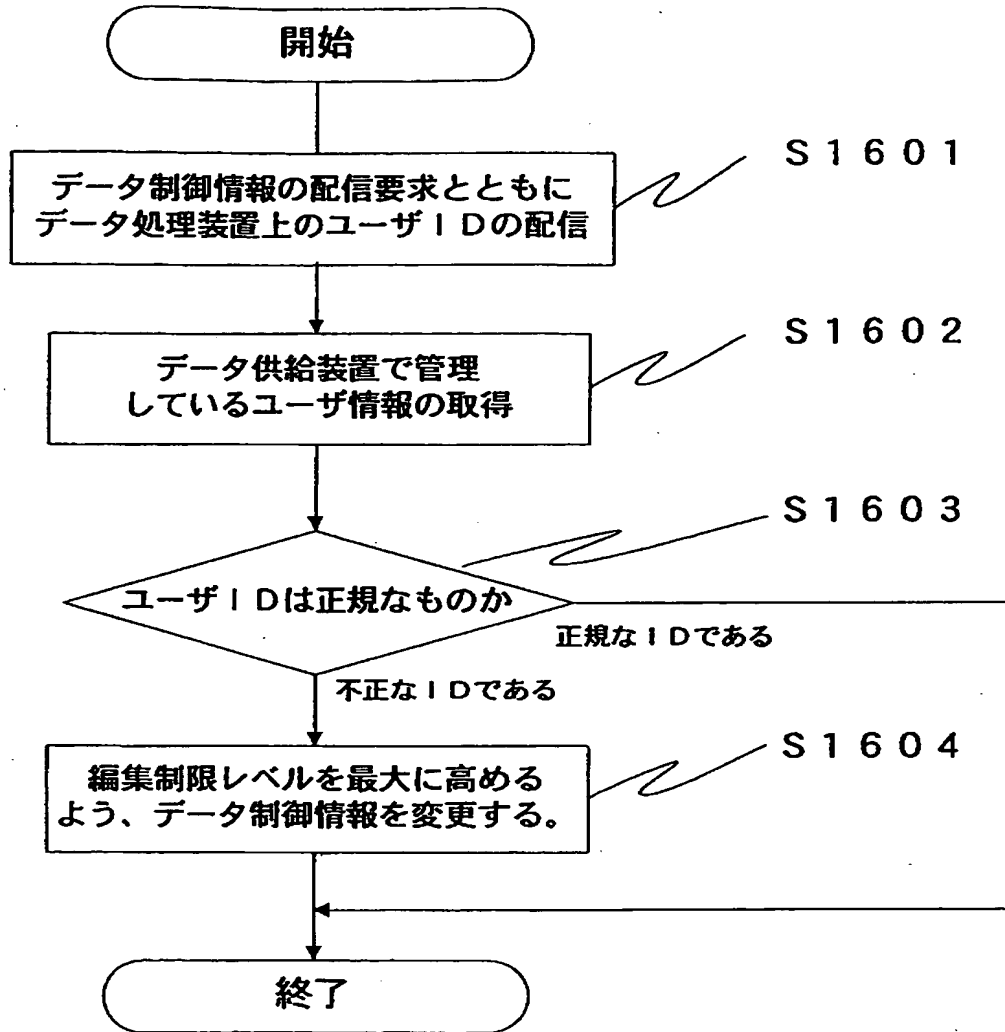 開始
S1601
データ制御情報の配信要求とともに
データ処理装置上のユーザIDの配信
S1602
データ供給装置で管理
しているユーザ情報の取得
S1603
ユーザIDは正規なものか
正規なIDである
不正なIDである
S1604
編集制限レベルを最大に高める
よう、データ制御情報を変更する。
終了